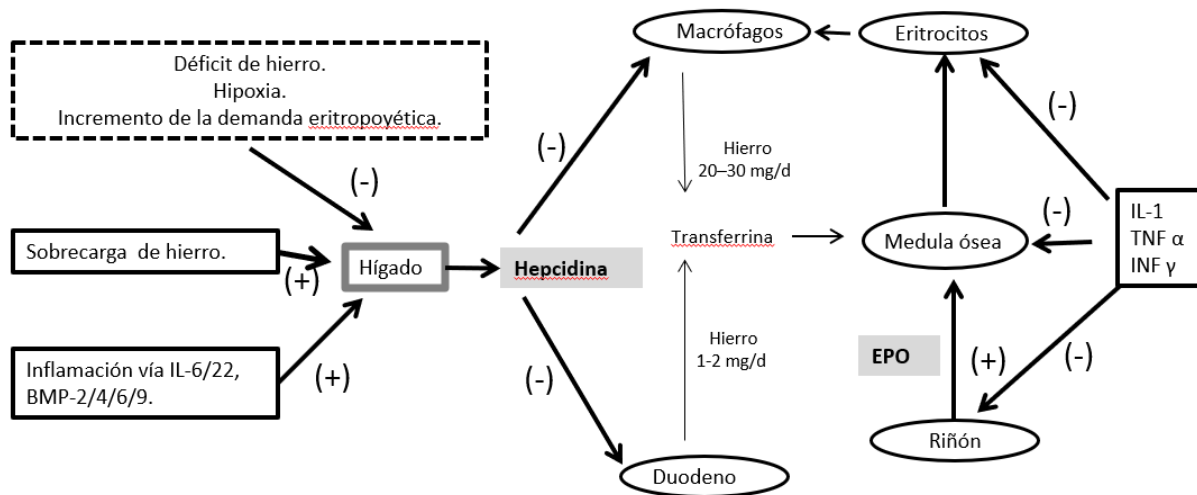 Déficit de hierro.
Hipoxia.
Incremento de la demanda eritropoyética.
(-)
Sobrecarga de hierro.
(+)
Inflamación vía IL-6/22,
BMP-2/4/6/9.
(+)
Hígado
Hepcidina
(-)
(-)
Macrófagos
Hierro
20–30 mg/d
Transferrina
Hierro
1-2 mg/d
Duodeno
Eritrocitos
(-)
Medula ósea
(-)
IL-1
TNF α
INF γ
EPO
(+)
(-)
Riñón